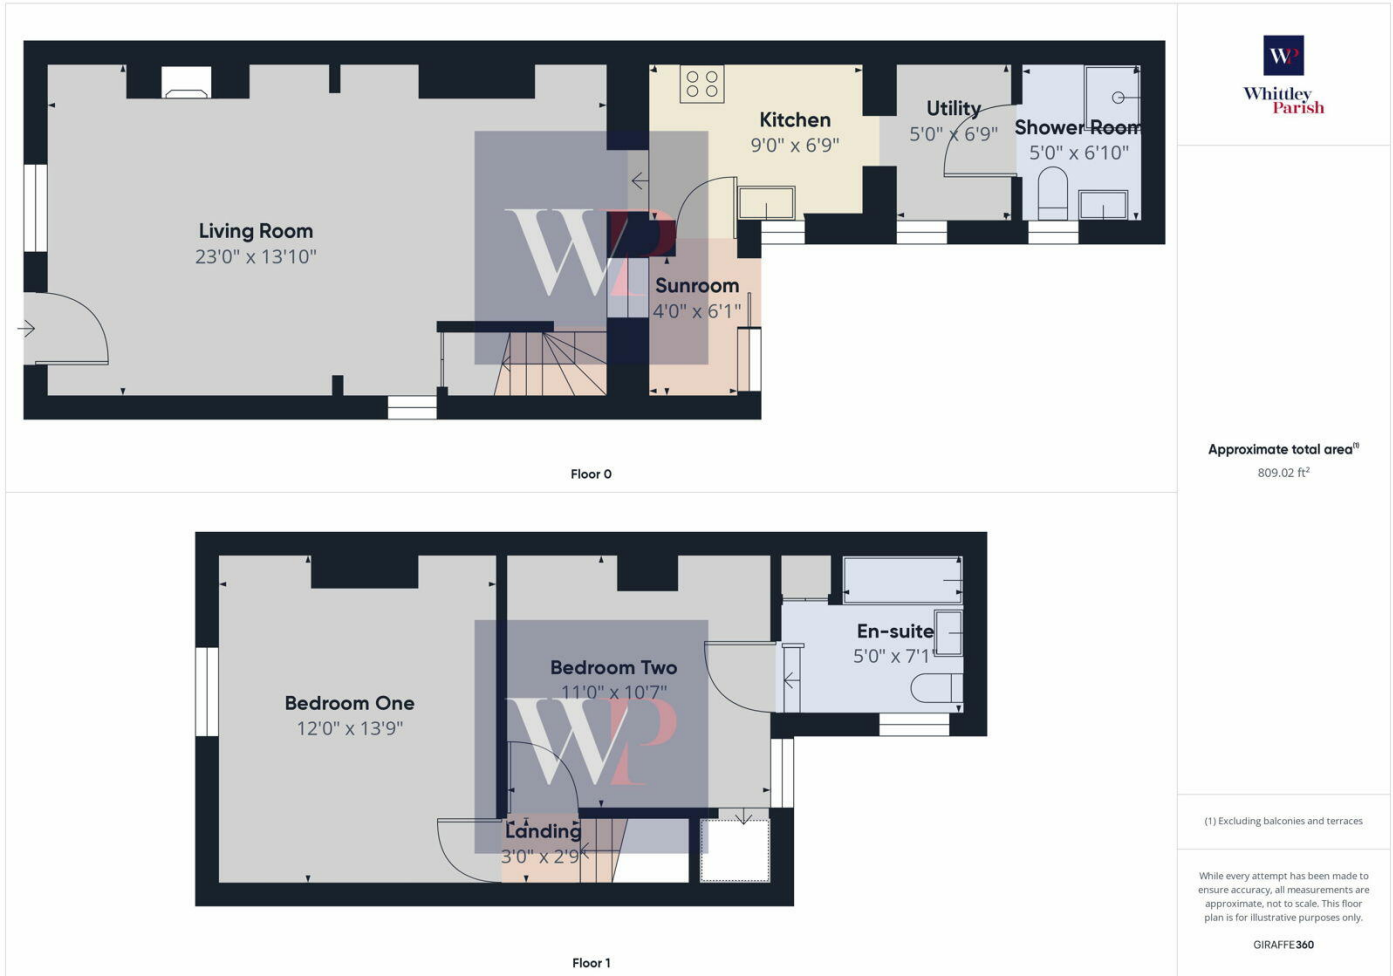 Living Room
23'0" x 13'10"
Kitchen
9'0" x 6'9"
Utility
5'0" x 6'9"
Shower Room
5'0" x 6'10"
Sunroom
4'0" x 6'1"
WP
Floor 0
Bedroom One
12'0" x 13'9"
Bedroom Two
11'0" x 10'7"
En-suite
5'0" x 7'1"
WP
Landing
3'0" x 2'9"
Floor 1
WP
Whittley
Parish
Approximate total area(1)
809.02 ft²
(1) Excluding balconies and terraces
While every attempt has been made to
ensure accuracy, all measurements are
approximate, not to scale. This floor
plan is for illustrative purposes only.
GIRAFFE360